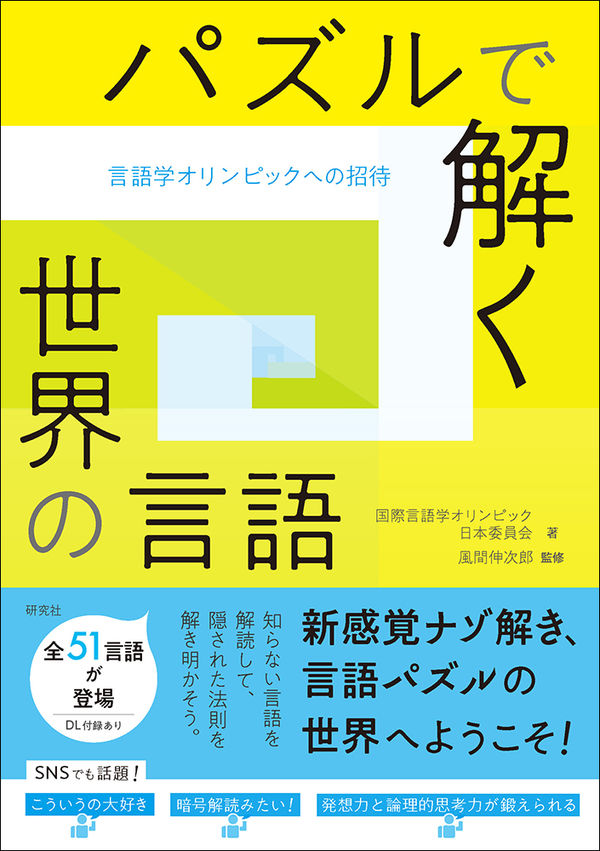 パズルで
解く
言語学オリンピックへの招待
世界
の言語
国際言語学オリンピック
日本委員会 著
風間伸次郎 監修
研究社
全51言語
が
登場
DL付録あり
知らない言語を
解読して、
隠された法則を
解き明かそう。
新感覚ナゾ解き、
言語パズルの
世界へようこそ!
SNSでも話題!
こういうの大好き
暗号解読みたい!
発想力と論理的思考力が鍛えられる